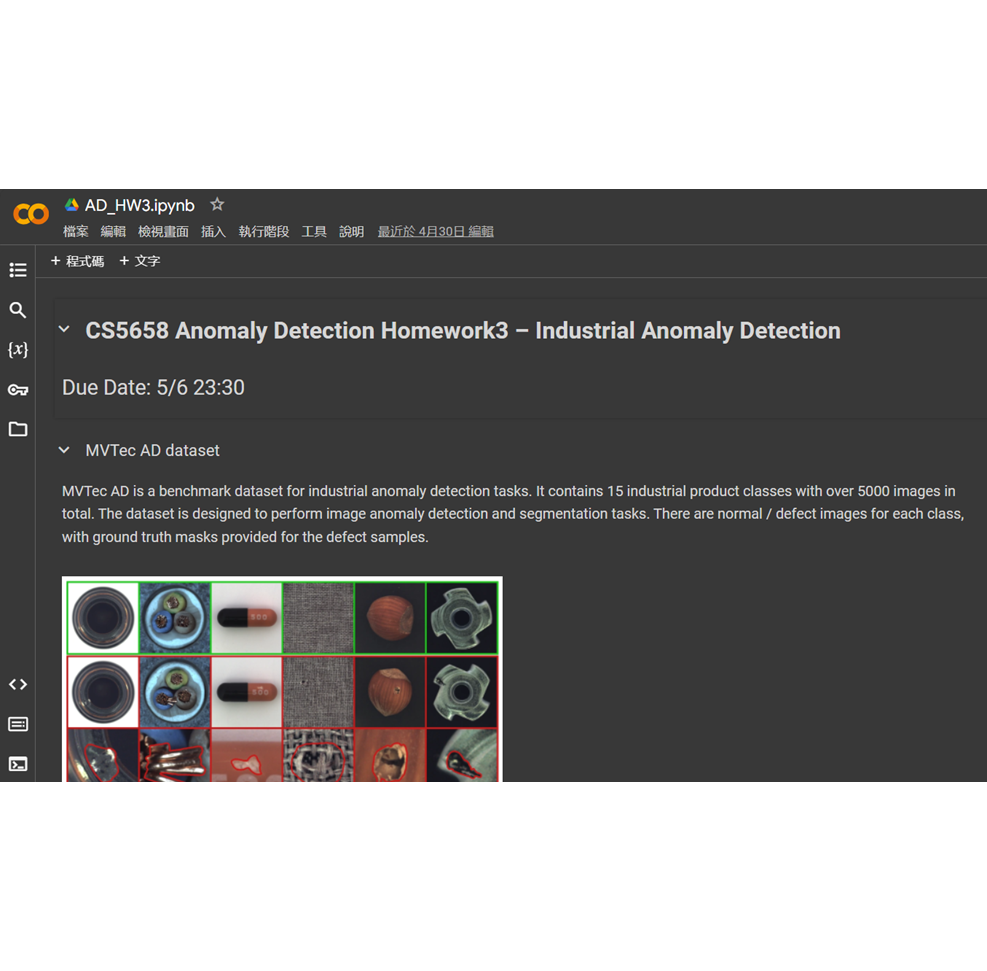 AD_HW3.ipynb
檔案 編輯 檢視畫面 插入 執行階段 工具 說明 最近於 4月30日 編輯
+ 程式碼 + 文字
{x}
CS5658 Anomaly Detection Homework3 – Industrial Anomaly Detection
Due Date: 5/6 23:30
MVTec AD dataset
MVTec AD is a benchmark dataset for industrial anomaly detection tasks. It contains 15 industrial product classes with over 5000 images in
total. The dataset is designed to perform image anomaly detection and segmentation tasks. There are normal / defect images for each class,
with ground truth masks provided for the defect samples.
500
500